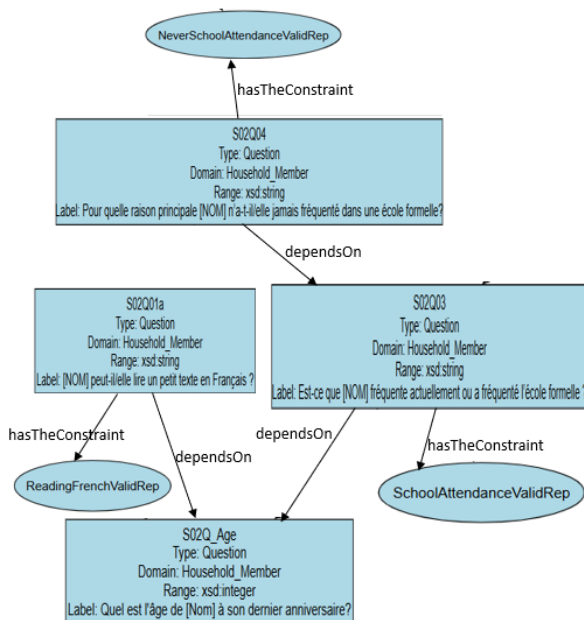 NeverSchoolAttendanceValidRep
hasTheConstraint
S02Q04
Type: Question
Domain: Household_Member
Range: xsd:string
Label: Pour quelle raison principale [NOM] n'a-t-il/elle jamais fréquenté dans une école formelle?
dependsOn
S02Q01a
Type: Question
Domain: Household_Member
Range: xsd:string
Label: [NOM] peut-il/elle lire un petit texte en Français ?
S02Q03
Type: Question
Domain: Household_Member
Range: xsd:string
Label: Est-ce que [NOM] fréquente actuellement ou a fréquenté l'école formelle ?
hasTheConstraint
dependsOn
dependsOn
hasTheConstraint
ReadingFrenchValidRep
SchoolAttendanceValidRep
S02Q_Age
Type: Question
Domain: Household_Member
Range: xsd:integer
Label: Quel est l'âge de [Nom] à son dernier anniversaire?